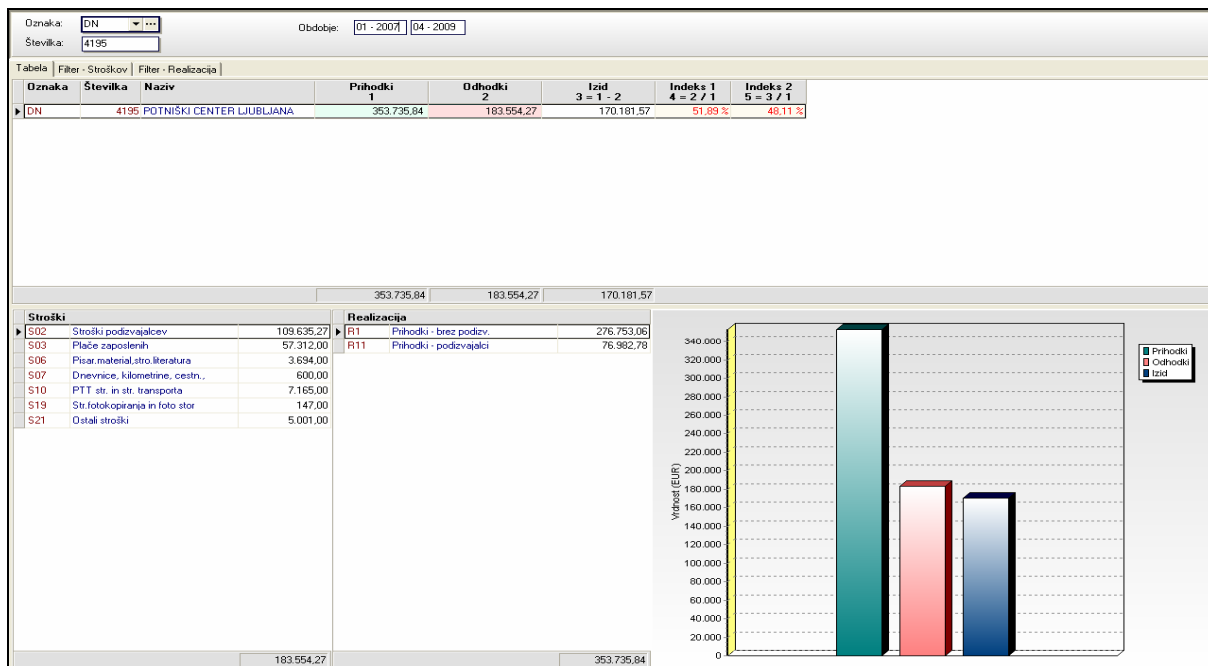 Oznaka: DN ... Obdobje: 01 - 2007 04 - 2009
Številka: 4195
Tabela Filter - Stroškov Filter - Realizacija
Oznaka Številka Naziv Prihodki Odhodki Izid Indeks 1 Indeks 2
1 2 3 = 1 - 2 4 = 2 / 1 5 = 3 / 1
DN 4195 POTNIŠKI CENTER LJUBLJANA 353.735,84 183.554,27 170.181,57 51,89 % 48,11 %
353.735,84 183.554,27 170.181,57
Stroški
S02 Stroški podizvajalcev 109.635,27
S03 Plače zaposlenih 57.312,00
S06 Pisar.material,stro.literatura 3.694,00
S07 Dnevnice, kilometrine, cestn., 600,00
S10 PTT str. in str. transporta 7.165,00
S19 Str.fotokopiranja in foto stor 147,00
S21 Ostali stroški 5.001,00
183.554,27
Realizacija
R1 Prihodki - brez podizv. 276.753,06
R11 Prihodki - podizvajalci 76.982,78
353.735,84
Vrdnost (EUR)
340.000
320.000
300.000
280.000
260.000
240.000
220.000
200.000
180.000
160.000
140.000
120.000
100.000
80.000
60.000
40.000
20.000
0
Prihodki
Odhodki
Izid